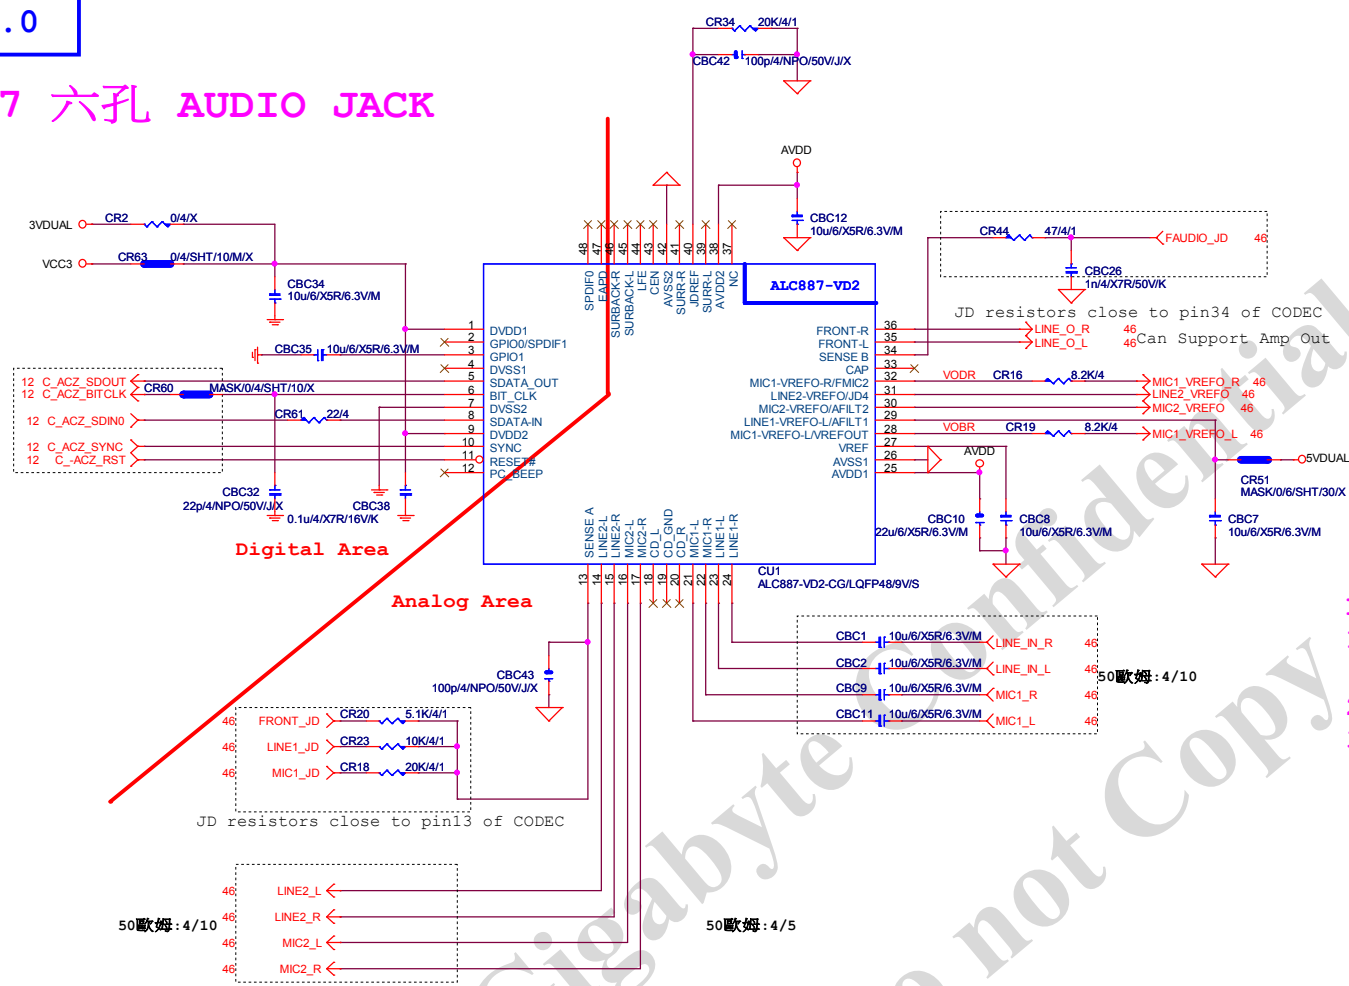 .0
7 六孔 AUDIO JACK
CR34 20K/4/1
CBC42 100p/4/NPO/50V/J/X
AVDD
CBC12
10u/6/X5R/6.3V/M
3VDUAL CR2 0/4/X
VCC3 CR63 0/4/SHT/10/M/X
CBC34
10u/6/X5R/6.3V/M
CBC35 10u/6/X5R/6.3V/M
48 47 46 45 44 43 42 41 40 39 38 37
SPDIF0 EAPD SURBACK-R SURBACK-L LFE CEN AVSS2 SURR-R JDREF SURR-L AVDD2 NC
ALC887-VD2
CR44 47/4/1 FAUDIO_JD 46
CBC26
1n/4/X7R/50V/K
JD resistors close to pin34 of CODEC
Can Support Amp Out
1 DVDD1
2 GPIO0/SPDIF1
3 GPIO1
4 DVSS1
5 SDATA_OUT
6 BIT_CLK
7 DVSS2
8 SDATA-IN
9 DVDD2
10 SYNC
11 RESET#
12 PC_BEEP
12 C_ACZ_SDOUT
12 C_ACZ_BITCLK CR60 MASK/0/4/SHT/10/X
12 C_ACZ_SDIN0 CR61 22/4
12 C_ACZ_SYNC
12 C_-ACZ_RST
CBC32
22p/4/NPO/50V/J/X
CBC38
0.1u/4/X7R/16V/K
FRONT-R 36 LINE_O_R 46
FRONT-L 35 LINE_O_L 46
SENSE B 34
CAP 33
MIC1-VREFO-R/FMIC2 32 VODR CR16 8.2K/4 MIC1_VREFO_R 46
LINE2-VREFO/JD4 31 LINE2_VREFO 46
MIC2-VREFO/AFILT2 30 MIC2_VREFO 46
LINE1-VREFO-L/AFILT1 29
MIC1-VREFO-L/VREFOUT 28 VOBR CR19 8.2K/4 MIC1_VREFO_L 46
VREF 27
AVSS1 26
AVDD1 25
AVDD
5VDUAL
CR51
MASK/0/6/SHT/30/X
CBC10
22u/6/X5R/6.3V/M
CBC8
10u/6/X5R/6.3V/M
CBC7
10u/6/X5R/6.3V/M
Digital Area
Analog Area
SENSE A LINE2-L LINE2-R MIC2-L MIC2-R CD_L CD_GND CD_R MIC1-L MIC1-R LINE1-L LINE1-R
13 14 15 16 17 18 19 20 21 22 23 24
CU1
ALC887-VD2-CG/LQFP48/9V/S
CBC43
100p/4/NPO/50V/J/X
CBC1 10u/6/X5R/6.3V/M LINE_IN_R 46
CBC2 10u/6/X5R/6.3V/M LINE_IN_L 46
CBC9 10u/6/X5R/6.3V/M MIC1_R 46
CBC11 10u/6/X5R/6.3V/M MIC1_L 46
50歐姆:4/10
46 FRONT_JD CR20 5.1K/4/1
46 LINE1_JD CR23 10K/4/1
46 MIC1_JD CR18 20K/4/1
JD resistors close to pin13 of CODEC
46 LINE2_L
46 LINE2_R
46 MIC2_L
46 MIC2_R
50歐姆:4/10
50歐姆:4/5
Gigabyte Confidential
not Copy